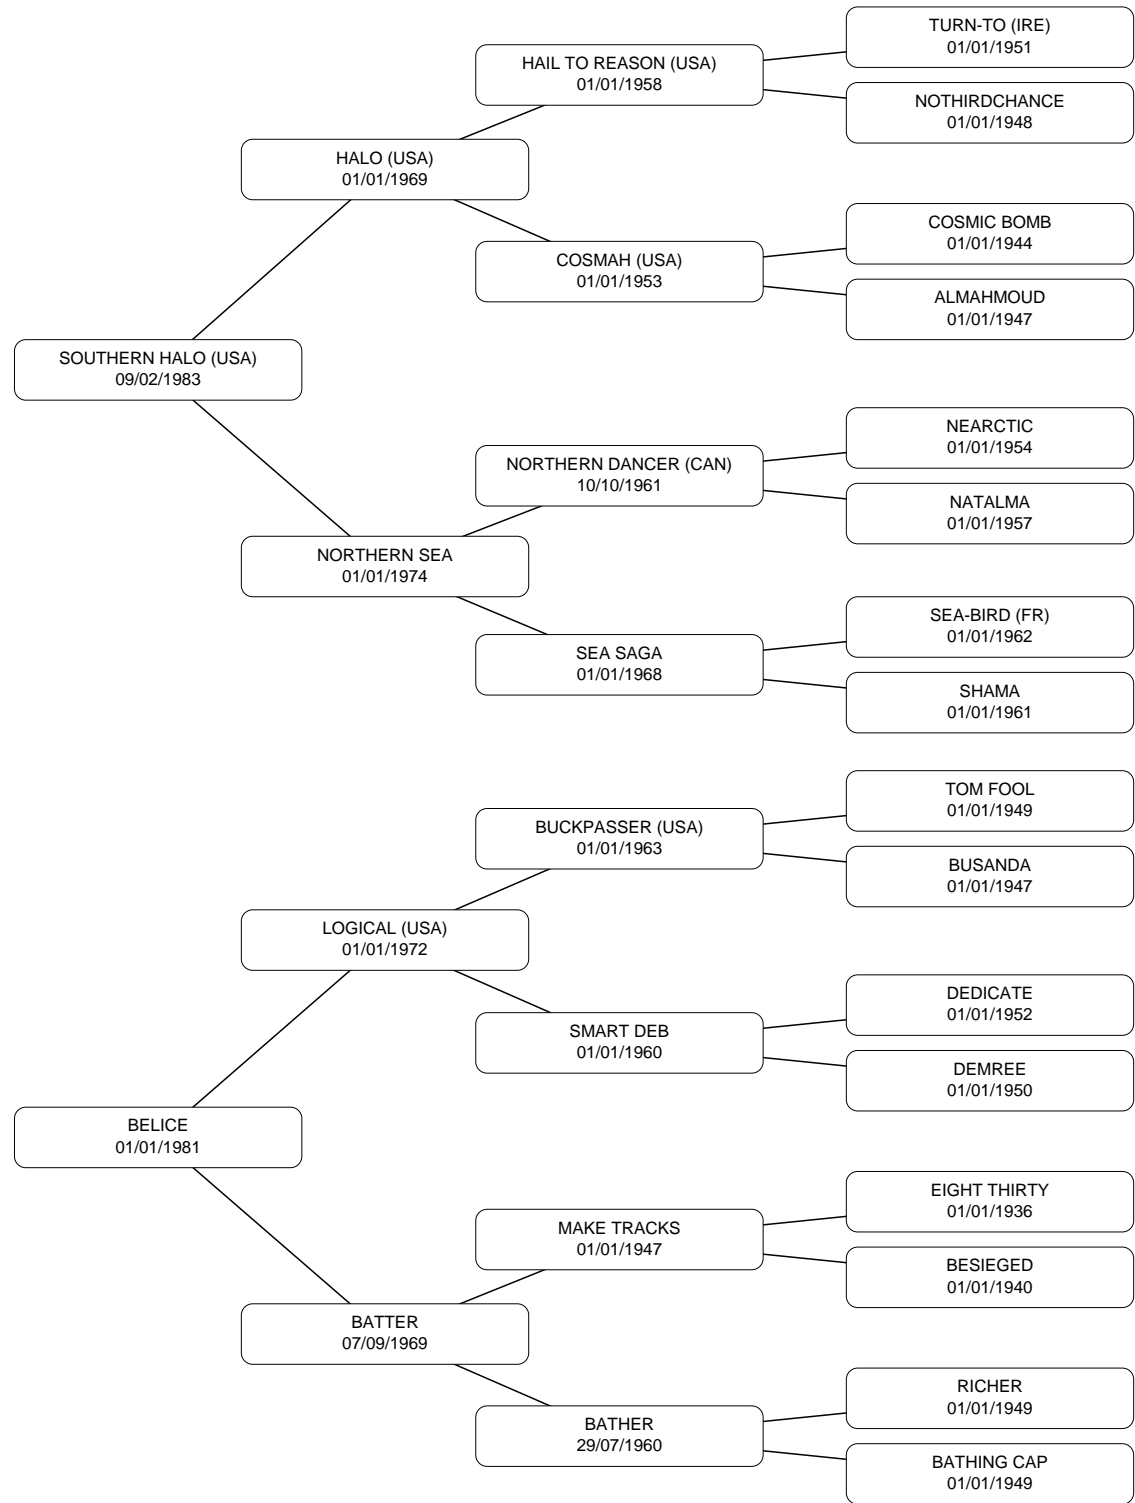 TURN-TO (IRE)
01/01/1951
HAIL TO REASON (USA)
01/01/1958
NOTHIRDCHANCE
01/01/1948
HALO (USA)
01/01/1969
COSMIC BOMB
01/01/1944
COSMAH (USA)
01/01/1953
ALMAHMOUD
01/01/1947
SOUTHERN HALO (USA)
09/02/1983
NEARCTIC
01/01/1954
NORTHERN DANCER (CAN)
10/10/1961
NATALMA
01/01/1957
NORTHERN SEA
01/01/1974
SEA-BIRD (FR)
01/01/1962
SEA SAGA
01/01/1968
SHAMA
01/01/1961
TOM FOOL
01/01/1949
BUCKPASSER (USA)
01/01/1963
BUSANDA
01/01/1947
LOGICAL (USA)
01/01/1972
DEDICATE
01/01/1952
SMART DEB
01/01/1960
DEMREE
01/01/1950
BELICE
01/01/1981
EIGHT THIRTY
01/01/1936
MAKE TRACKS
01/01/1947
BESIEGED
01/01/1940
BATTER
07/09/1969
RICHER
01/01/1949
BATHER
29/07/1960
BATHING CAP
01/01/1949